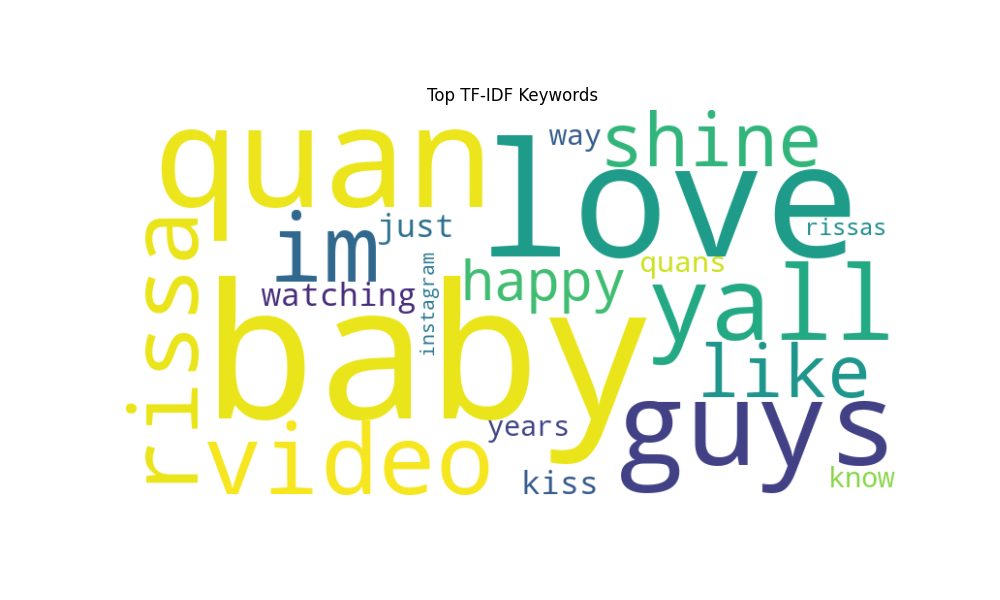 Top TF-IDF Keywords
quan
love
way
shine
rissa
im
just
rissas
watching
instagram
happy
quans
yall
baby
like
guys
video
years
kiss
know